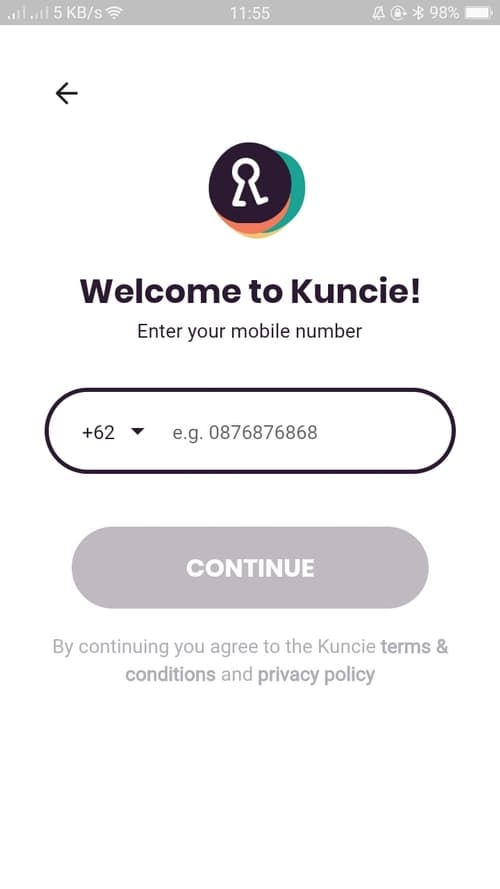 5 KB/s 11:55 98%
Welcome to Kuncie!
Enter your mobile number
+62 e.g. 0876876868
CONTINUE
By continuing you agree to the Kuncie terms &
conditions and privacy policy